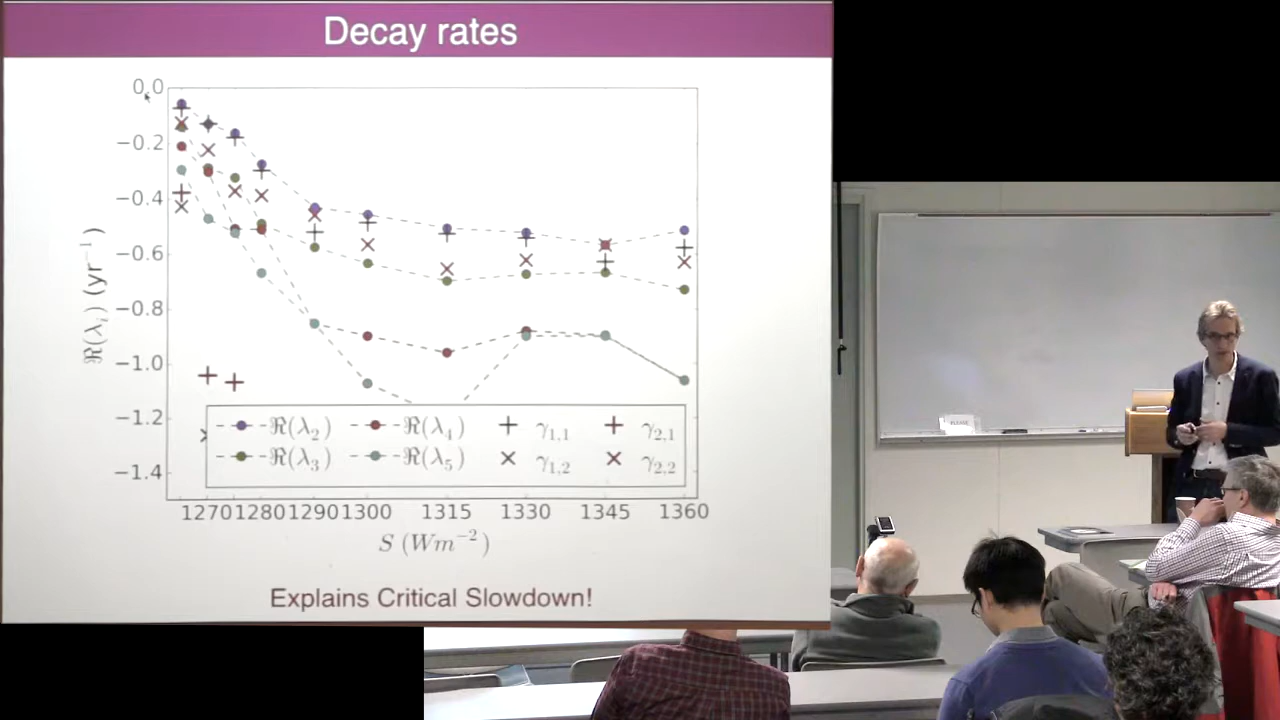 Decay rates
0.0
−0.2
−0.4
−0.6
−0.8
−1.0
−1.2
−1.4
ℜ(λᵢ) (yr⁻¹)
ℜ(λ₂) ℜ(λ₄) γ₁,₁ γ₂,₁
ℜ(λ₃) ℜ(λ₅) γ₁,₂ γ₂,₂
1270 1280 1290 1300 1315 1330 1345 1360
S (Wm⁻²)
Explains Critical Slowdown!
PLEASE